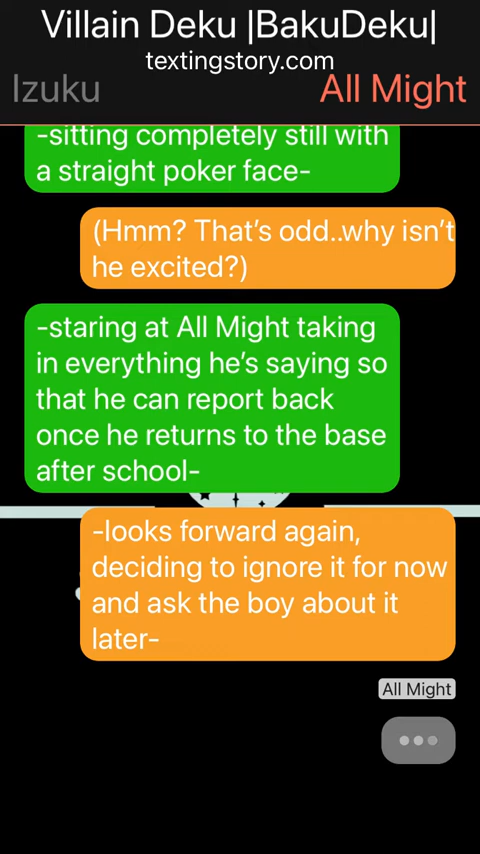 Villain Deku |BakuDeku|
textingstory.com
Izuku
All Might
-sitting completely still with
a straight poker face-
(Hmm? That’s odd..why isn’t
he excited?)
-staring at All Might taking
in everything he’s saying so
that he can report back
once he returns to the base
after school-
-looks forward again,
deciding to ignore it for now
and ask the boy about it
later-
All Might